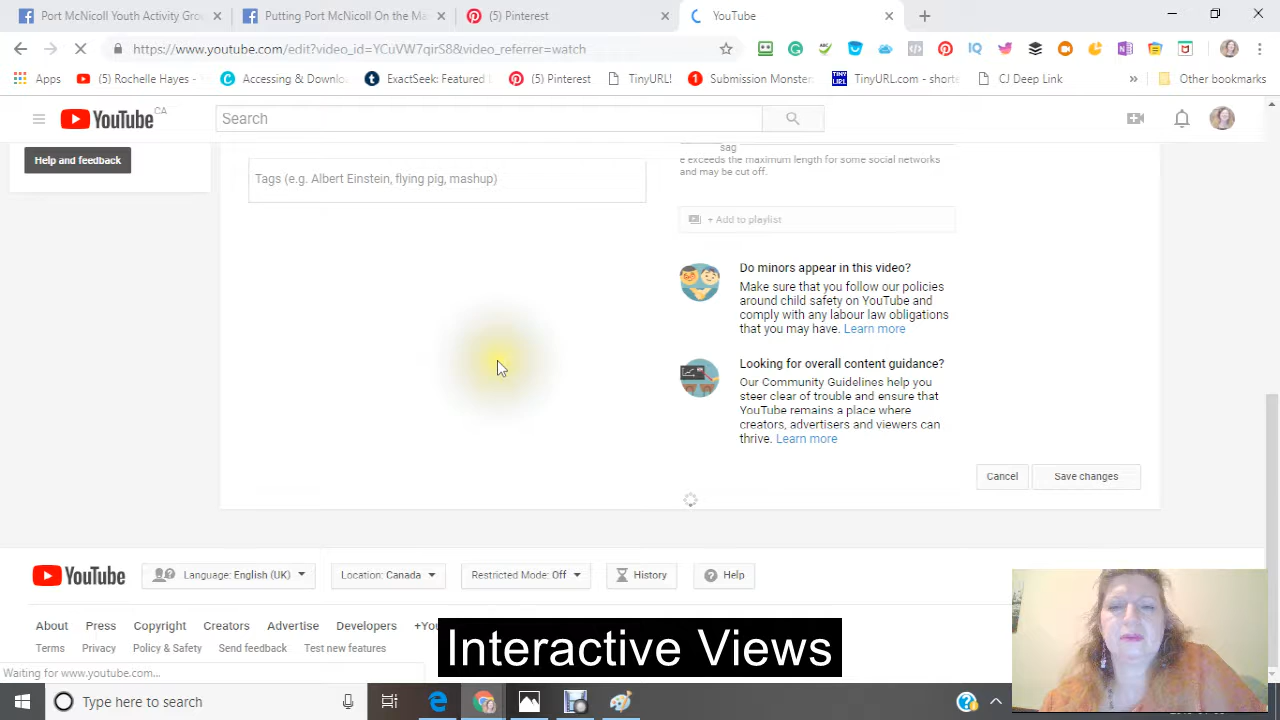 Port McNicoll Youth Activity Grou
Putting Port McNicoll On the Ma
(5) Pinterest
YouTube
https://www.youtube.com/edit?video_id=YCuVW7qirS8&video_referrer=watch
Apps
(1) Rochelle Hayes -
Accessing & Downlo
ExactSeek: Featured
(5) Pinterest
TinyURL!
Submission Monster
TinyURL.com - short
CJ Deep Link
Other bookmarks
YouTube CA
Search
Help and feedback
sag
e exceeds the maximum length for some social networks
and may be cut off.
Tags (e.g. Albert Einstein, flying pig, mashup)
+ Add to playlist
Do minors appear in this video?
Make sure that you follow our policies
around child safety on YouTube and
comply with any labour law obligations
that you may have. Learn more
Looking for overall content guidance?
Our Community Guidelines help you
steer clear of trouble and ensure that
YouTube remains a place where
creators, advertisers and viewers can
thrive. Learn more
Cancel
Save changes
YouTube
Language: English (UK)
Location: Canada
Restricted Mode: Off
History
Help
About Press Copyright Creators Advertise Developers +You
Terms Privacy Policy & Safety Send feedback Test new features
Interactive Views
Waiting for www.youtube.com...
Type here to search